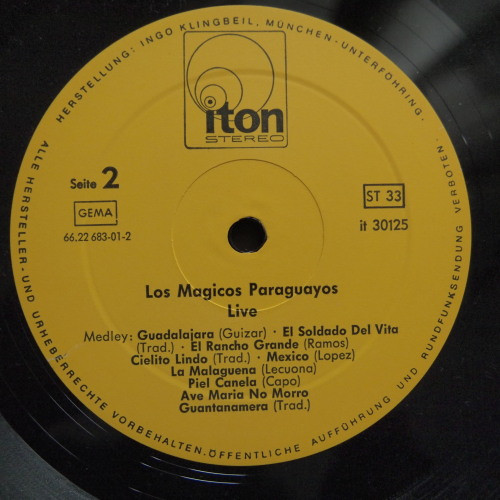 HERSTELLUNG: INGO KLINGBEIL, MÜNCHEN-UNTERFÖHRING.
ALLE HERSTELLER- UND URHEBERRECHTE VORBEHALTEN. ÖFFENTLICHE AUFFÜHRUNG UND RUNDFUNKSENDUNG VERBOTEN.
iton
STEREO
Seite 2
GEMA
66.22 683-01-2
ST 33
it 30125
Los Magicos Paraguayos
Live
Medley: Guadalajara (Guizar) · El Soldado Del Vita
(Trad.) · El Rancho Grande (Ramos)
Cielito Lindo (Trad.) · Mexico (Lopez)
La Malaguena (Lecuona)
Piel Canela (Capo)
Ave Maria No Morro
Guantanamera (Trad.)